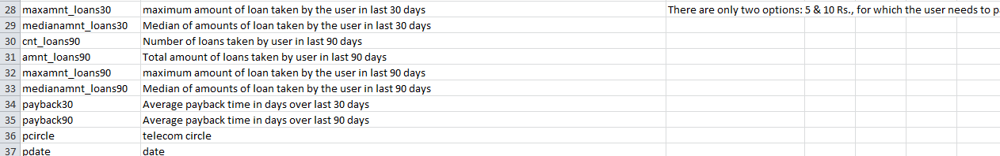 28 maxamnt_loans30 maximum amount of loan taken by the user in last 30 days There are only two options: 5 & 10 Rs., for which the user needs to
29 medianamnt_loans30 Median of amounts of loan taken by the user in last 30 days
30 cnt_loans90 Number of loans taken by user in last 90 days
31 amnt_loans90 Total amount of loans taken by user in last 90 days
32 maxamnt_loans90 maximum amount of loan taken by the user in last 90 days
33 medianamnt_loans90 Median of amounts of loan taken by the user in last 90 days
34 payback30 Average payback time in days over last 30 days
35 payback90 Average payback time in days over last 90 days
36 pcircle telecom circle
37 pdate date